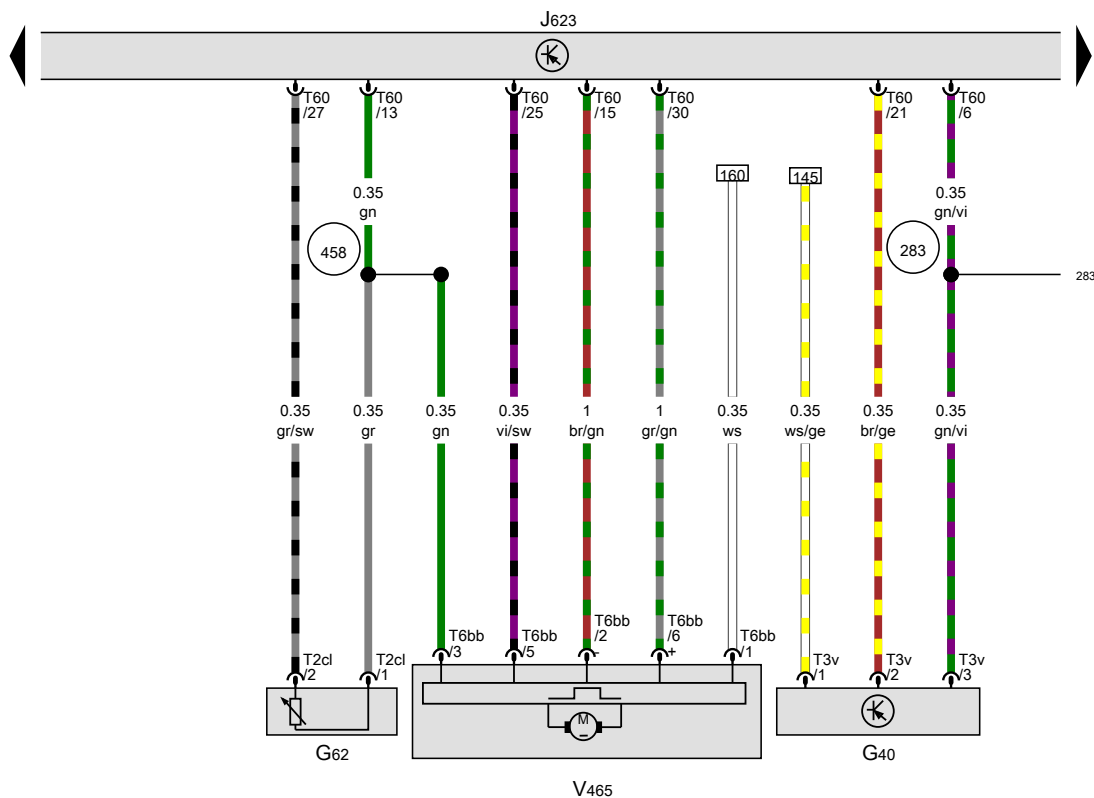 J623
T60 T60 T60 T60 T60 T60 T60
/27 /13 /25 /15 /30 /21 /6
160 145
0.35 0.35
gn gn/vi
458 283
283
0.35 0.35 0.35 0.35 1 1 0.35 0.35 0.35 0.35
gr/sw gr gn vi/sw br/gn gr/gn ws ws/ge br/ge gn/vi
T6bb T6bb T6bb T6bb T6bb
/3 /5 /2 /6 /1
- +
T2cl T2cl T3v T3v T3v
/2 /1 /1 /2 /3
M
G62 G40
V465